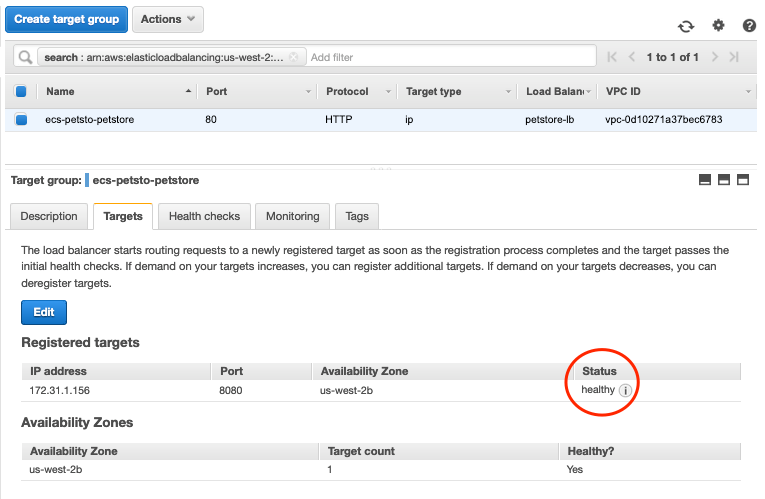 Create target group Actions
search : arn:aws:elasticloadbalancing:us-west-2:... Add filter 1 to 1 of 1
Name Port Protocol Target type Load Balan VPC ID
ecs-petsto-petstore 80 HTTP ip petstore-lb vpc-0d10271a37bec6783
Target group: ecs-petsto-petstore
Description Targets Health checks Monitoring Tags
The load balancer starts routing requests to a newly registered target as soon as the registration process completes and the target passes the
initial health checks. If demand on your targets increases, you can register additional targets. If demand on your targets decreases, you can
deregister targets.
Edit
Registered targets
IP address Port Availability Zone Status
172.31.1.156 8080 us-west-2b healthy i
Availability Zones
Availability Zone Target count Healthy?
us-west-2b 1 Yes